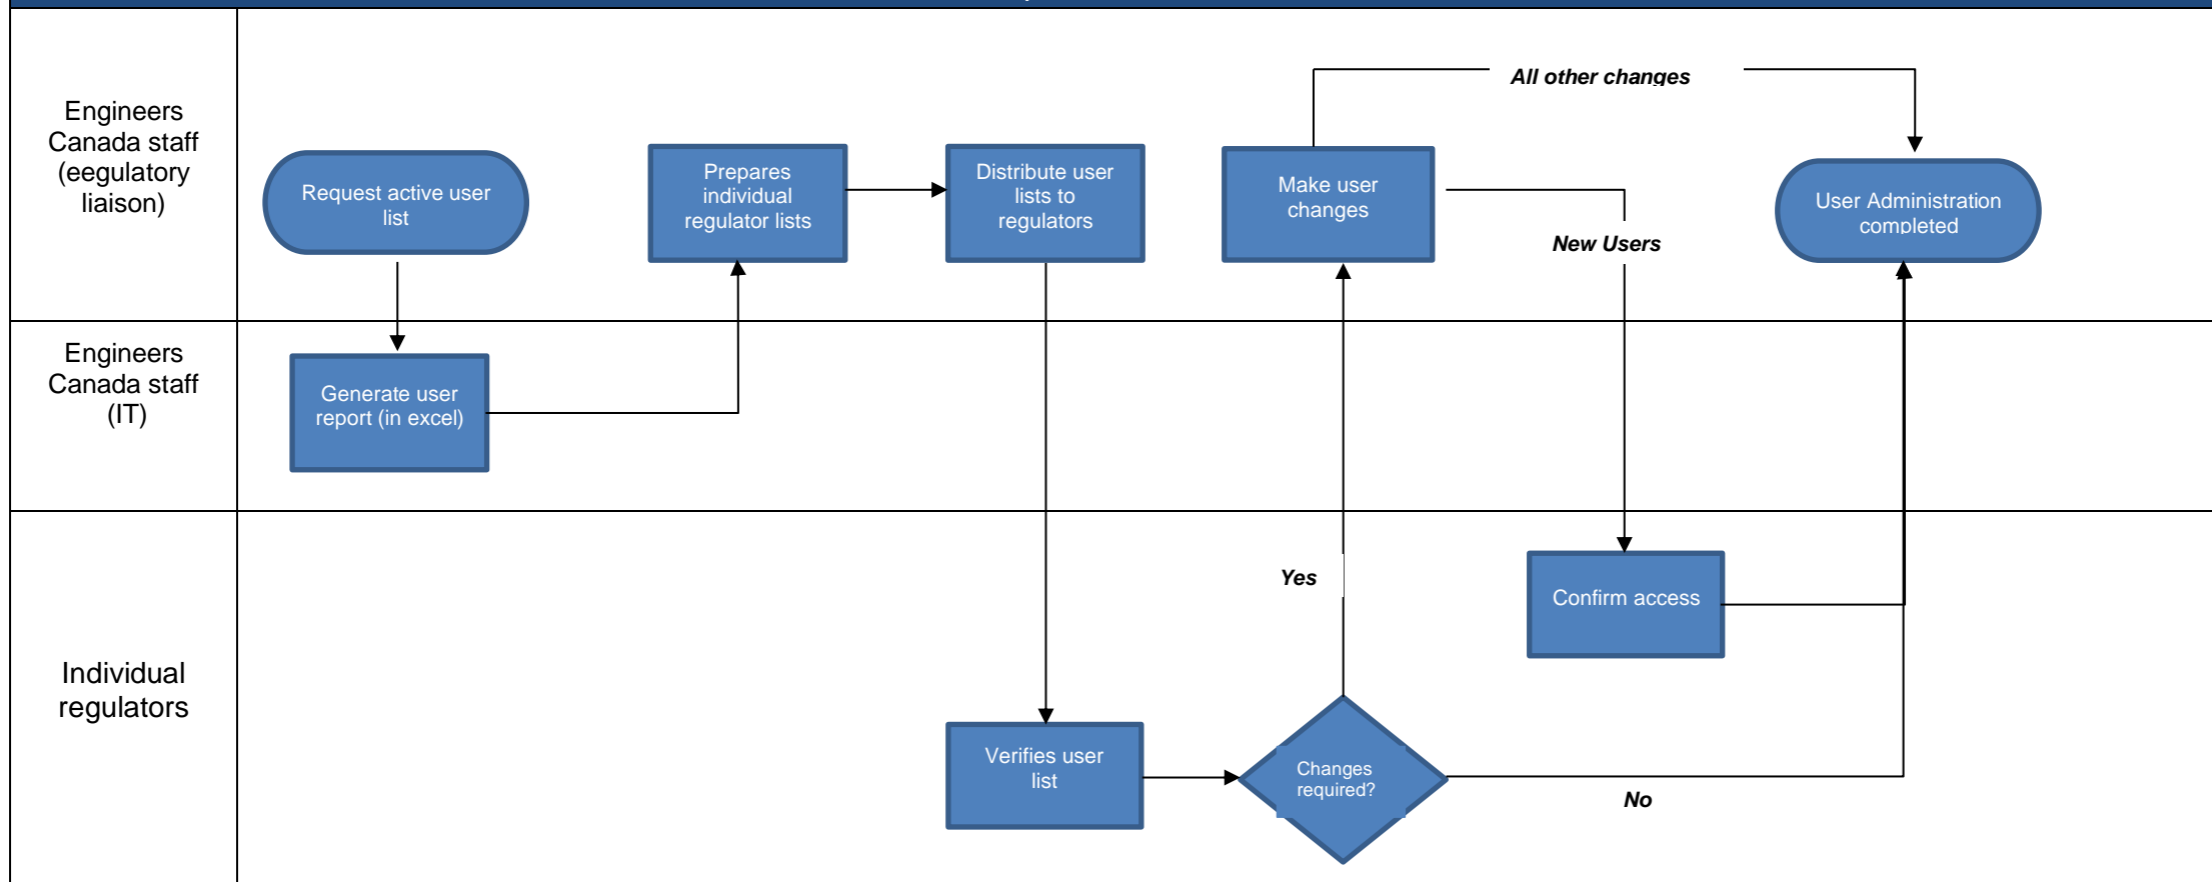 Engineers
Canada staff
(eegulatory
liaison)
Request active user
list
Prepares
individual
regulator lists
Distribute user
lists to
regulators
Make user
changes
All other changes
New Users
User Administration
completed
Engineers
Canada staff
(IT)
Generate user
report (in excel)
Individual
regulators
Yes
Confirm access
Verifies user
list
Changes
required?
No